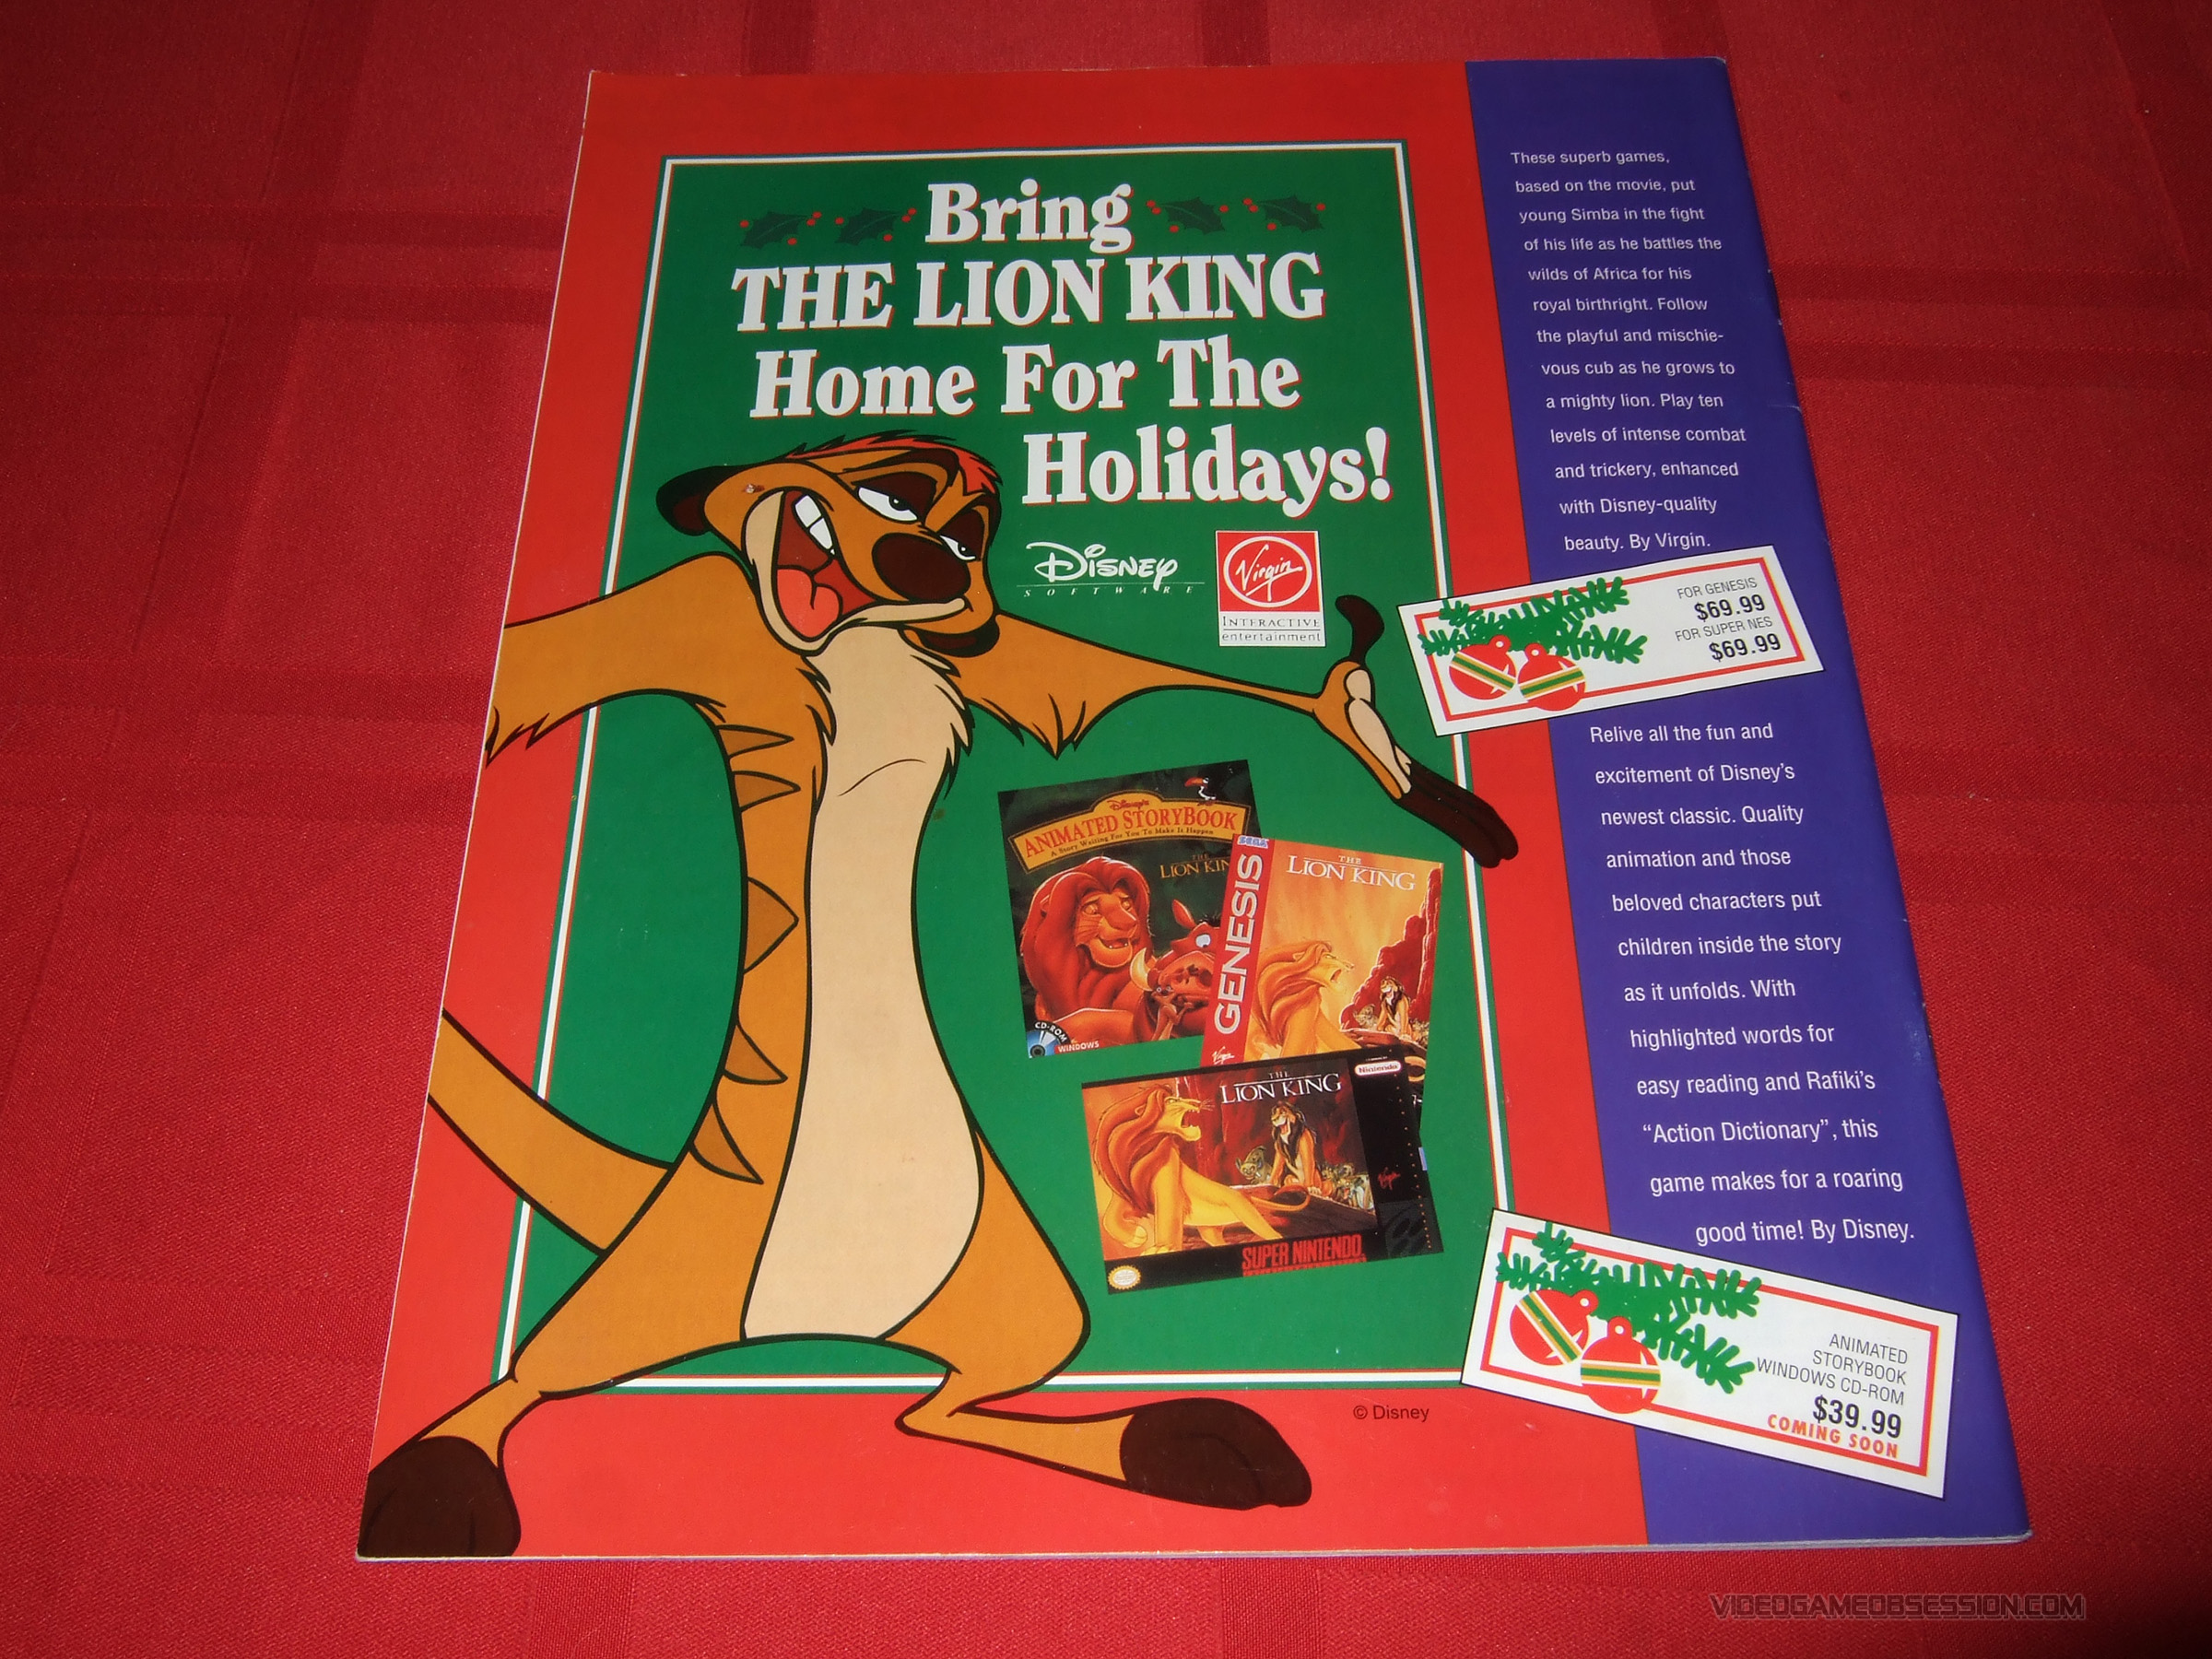 Bring
THE LION KING
Home For The
Holidays!
DISNEY
SOFTWARE
Virgin
INTERACTIVE
entertainment
Disney's
ANIMATED STORYBOOK
A Story Waiting For You To Make It Happen
THE
LION KIN
CD-ROM
WINDOWS
SEGA
GENESIS
THE
LION KING
Virgin
THE
LION KING
Nintendo
Virgin
SUPER NINTENDO
© Disney
These superb games,
based on the movie, put
young Simba in the fight
of his life as he battles the
wilds of Africa for his
royal birthright. Follow
the playful and mischie-
vous cub as he grows to
a mighty lion. Play ten
levels of intense combat
and trickery, enhanced
with Disney-quality
beauty. By Virgin.
FOR GENESIS
$69.99
FOR SUPER NES
$69.99
Relive all the fun and
excitement of Disney's
newest classic. Quality
animation and those
beloved characters put
children inside the story
as it unfolds. With
highlighted words for
easy reading and Rafiki's
“Action Dictionary”, this
game makes for a roaring
good time! By Disney.
ANIMATED
STORYBOOK
WINDOWS CD-ROM
$39.99
COMING SOON
VIDEOGAMEOBSESSION.COM